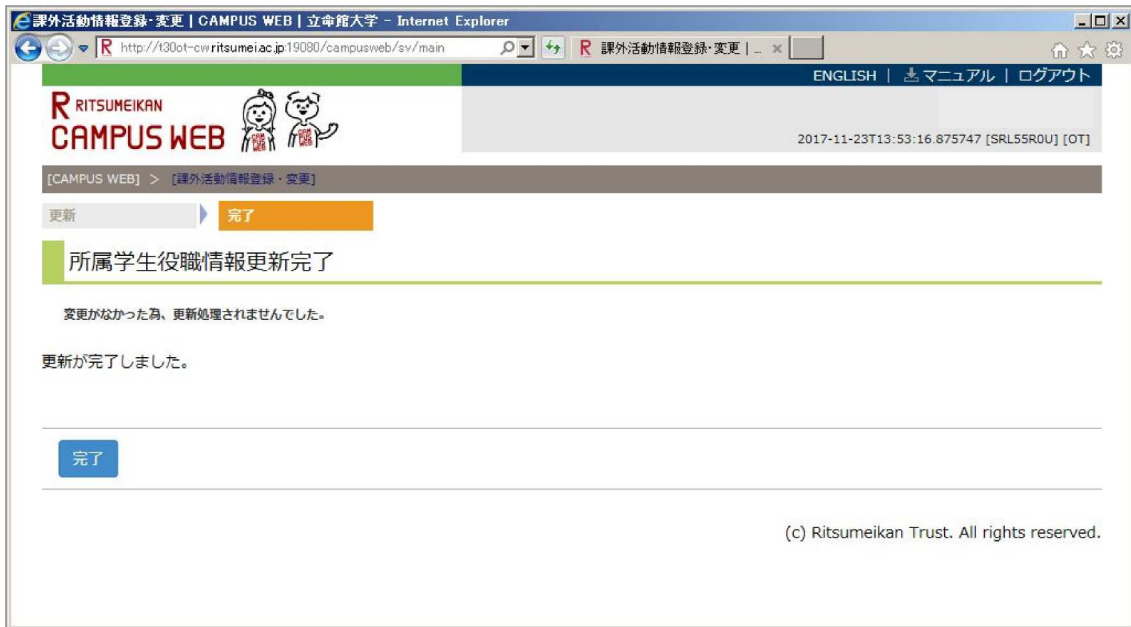 課外活動情報登録・変更 | CAMPUS WEB | 立命館大学 - Internet Explorer
http://t30ot-cw.ritsumei.ac.jp:19080/campusweb/sv/main
課外活動情報登録・変更 | ...
ENGLISH | マニュアル | ログアウト
R RITSUMEIKAN
CAMPUS WEB
2017-11-23T13:53:16.875747 [SRL55R0U] [OT]
[CAMPUS WEB] > [課外活動情報登録・変更]
更新 完了
所属学生役職情報更新完了
変更がなかった為、更新処理されませんでした。
更新が完了しました。
完了
(c) Ritsumeikan Trust. All rights reserved.